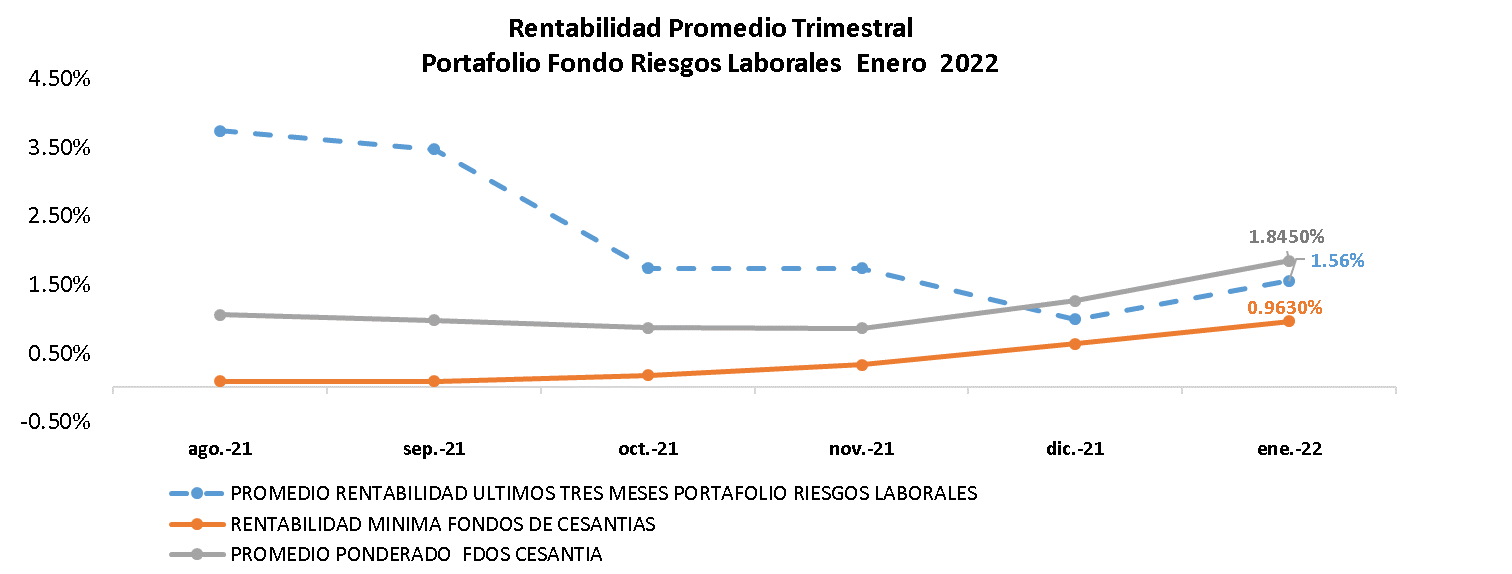 Rentabilidad Promedio Trimestral
Portafolio Fondo Riesgos Laborales  Enero  2022
4.50%
3.50%
2.50%
1.50%
0.50%
-0.50%
1.8450%
1.56%
0.9630%
ago.-21 sep.-21 oct.-21 nov.-21 dic.-21 ene.-22
PROMEDIO RENTABILIDAD ULTIMOS TRES MESES PORTAFOLIO RIESGOS LABORALES
RENTABILIDAD MINIMA FONDOS DE CESANTIAS
PROMEDIO PONDERADO  FDOS CESANTIA